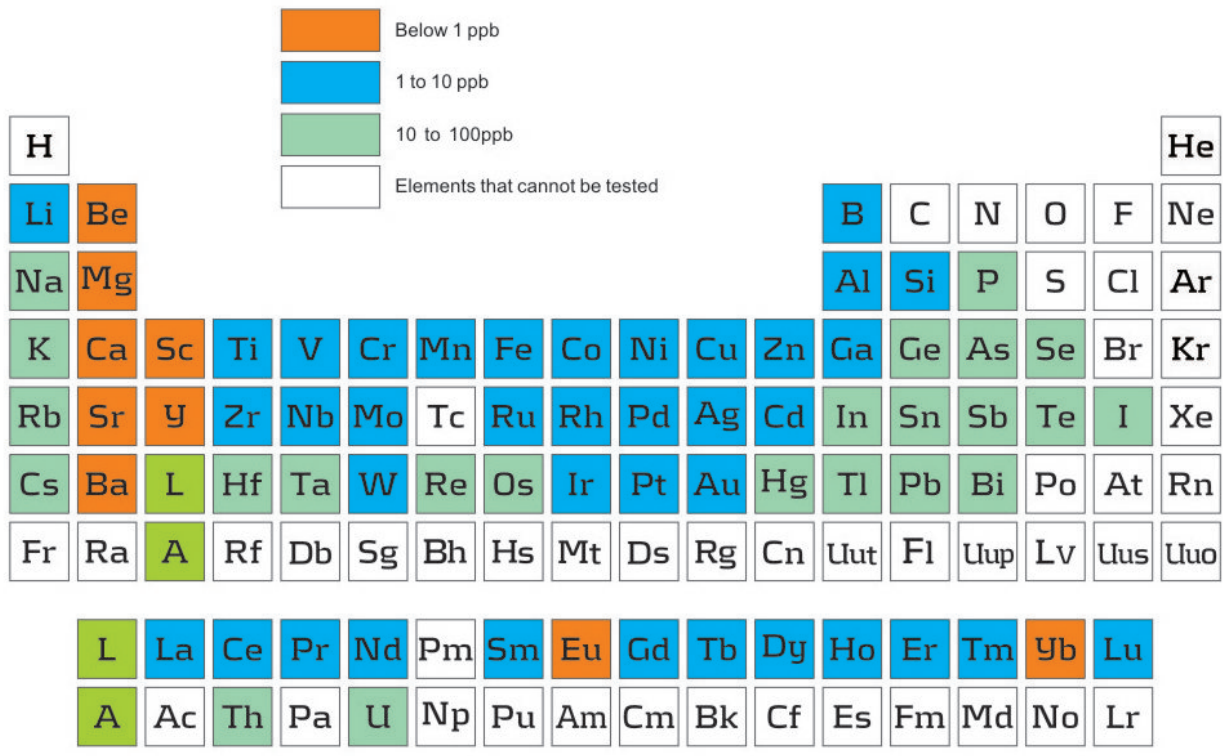 Below 1 ppb
1 to 10 ppb
10 to 100ppb
Elements that cannot be tested
H He
Li Be B C N O F Ne
Na Mg Al Si P S Cl Ar
K Ca Sc Ti V Cr Mn Fe Co Ni Cu Zn Ga Ge As Se Br Kr
Rb Sr Y Zr Nb Mo Tc Ru Rh Pd Ag Cd In Sn Sb Te I Xe
Cs Ba L Hf Ta W Re Os Ir Pt Au Hg Tl Pb Bi Po At Rn
Fr Ra A Rf Db Sg Bh Hs Mt Ds Rg Cn Uut Fl Uup Lv Uus Uuo
L La Ce Pr Nd Pm Sm Eu Gd Tb Dy Ho Er Tm Yb Lu
A Ac Th Pa U Np Pu Am Cm Bk Cf Es Fm Md No Lr